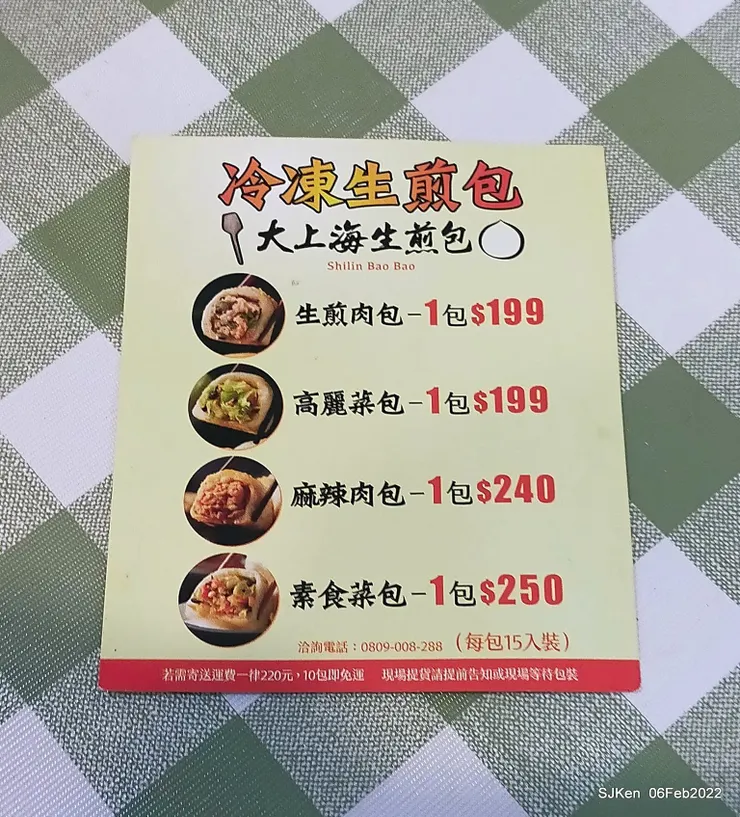 冷凍生煎包
大上海生煎包
Shilin Bao Bao
生煎肉包-1包$199
高麗菜包-1包$199
麻辣肉包-1包$240
素食菜包-1包$250
洽詢電話：0809-008-288（每包15入裝）
若需寄送運費一律220元，10包即免運 現場提貨請提前告知或現場等待包裝
SJKen 06Feb2022